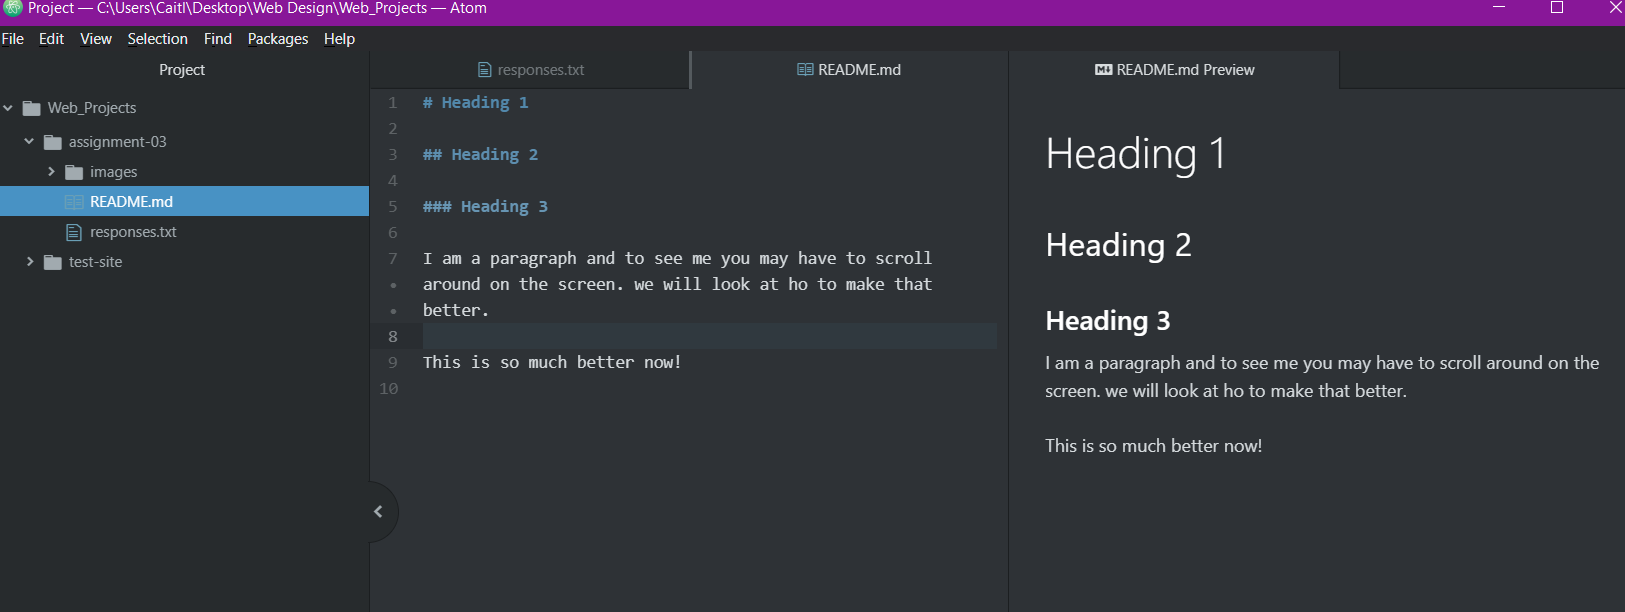 Project — C:\Users\Caitl\Desktop\Web Design\Web_Projects — Atom
File Edit View Selection Find Packages Help
Project
Web_Projects
assignment-03
images
README.md
responses.txt
test-site
responses.txt
README.md
README.md Preview
1 # Heading 1
2
3 ## Heading 2
4
5 ### Heading 3
6
7 I am a paragraph and to see me you may have to scroll
• around on the screen. we will look at ho to make that
• better.
8
9 This is so much better now!
10
Heading 1
Heading 2
Heading 3
I am a paragraph and to see me you may have to scroll around on the
screen. we will look at ho to make that better.
This is so much better now!